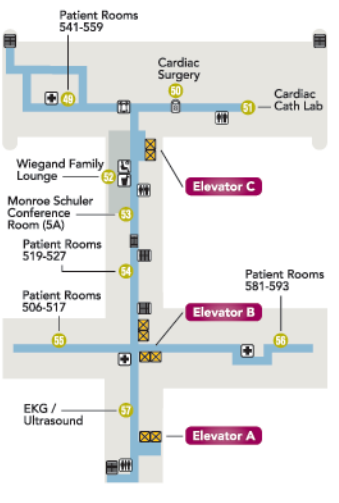 Patient Rooms
541-559
Cardiac
Surgery
50
49
51
Cardiac
Cath Lab
Wiegand Family
Lounge
52
Elevator C
Monroe Schuler
Conference
Room (5A)
53
Patient Rooms
519-527
54
Patient Rooms
581-593
Patient Rooms
506-517
Elevator B
55
56
EKG /
Ultrasound
57
Elevator A